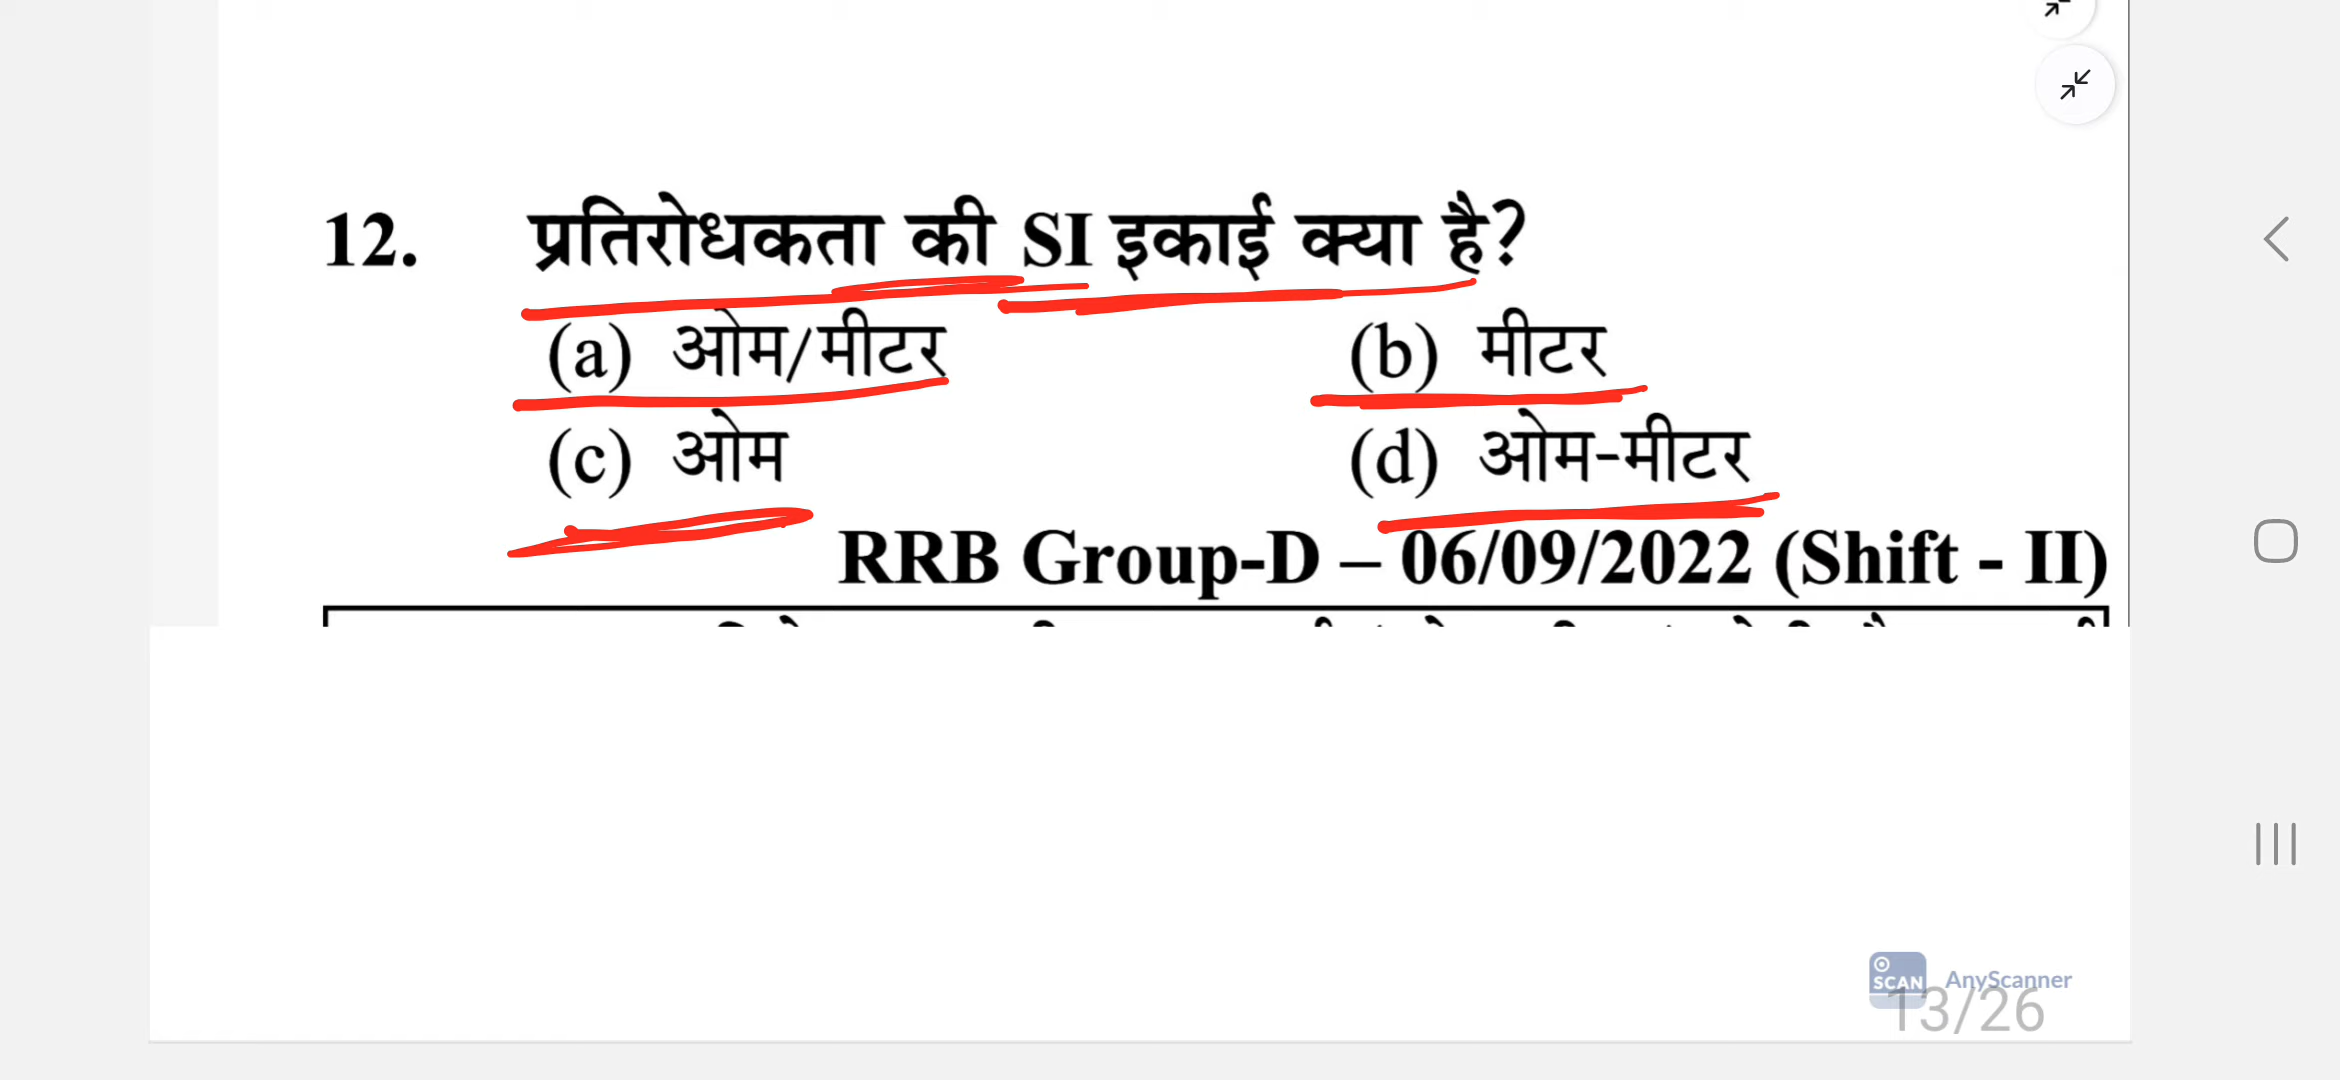 12. प्रतिरोधकता की SI इकाई क्या है?
(a) ओम/मीटर (b) मीटर
(c) ओम (d) ओम-मीटर
RRB Group-D – 06/09/2022 (Shift - II)
SCAN AnyScanner
13/26